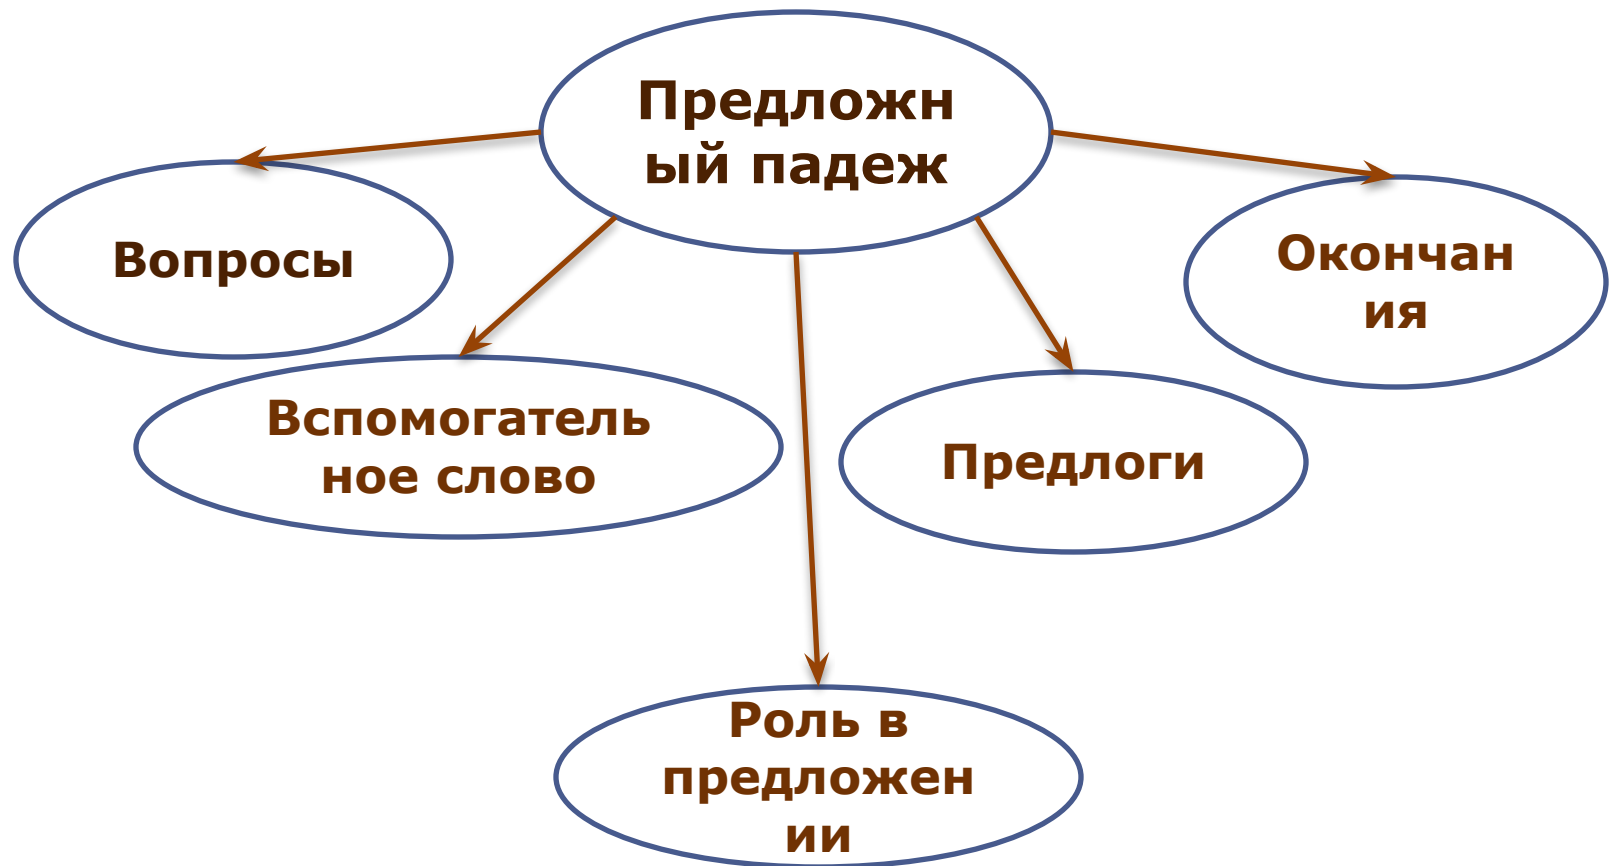 Предложн
ый падеж
Вопросы
Окончан
ия
Вспомогатель
ное слово
Предлоги
Роль в
предложен
ии